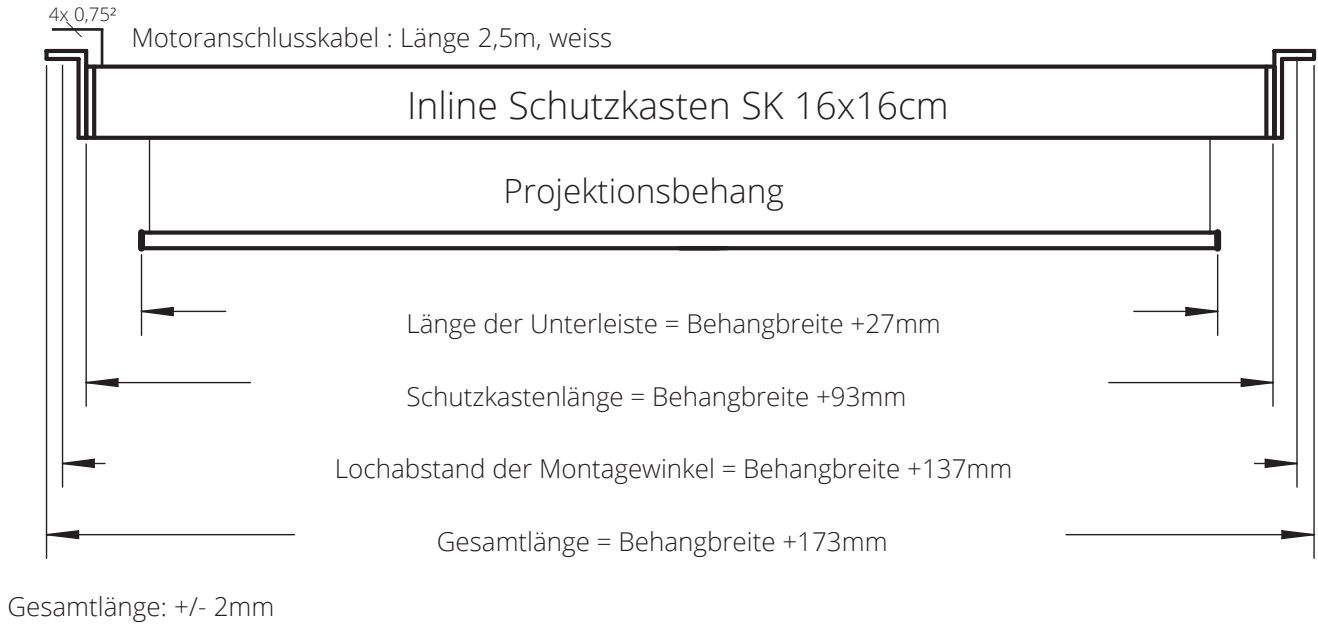 4x 0,75²
Motoranschlusskabel : Länge 2,5m, weiss
Inline Schutzkasten SK 16x16cm
Projektionsbehang
Länge der Unterleiste = Behangbreite +27mm
Schutzkastenlänge = Behangbreite +93mm
Lochabstand der Montagewinkel = Behangbreite +137mm
Gesamtlänge = Behangbreite +173mm
Gesamtlänge: +/- 2mm